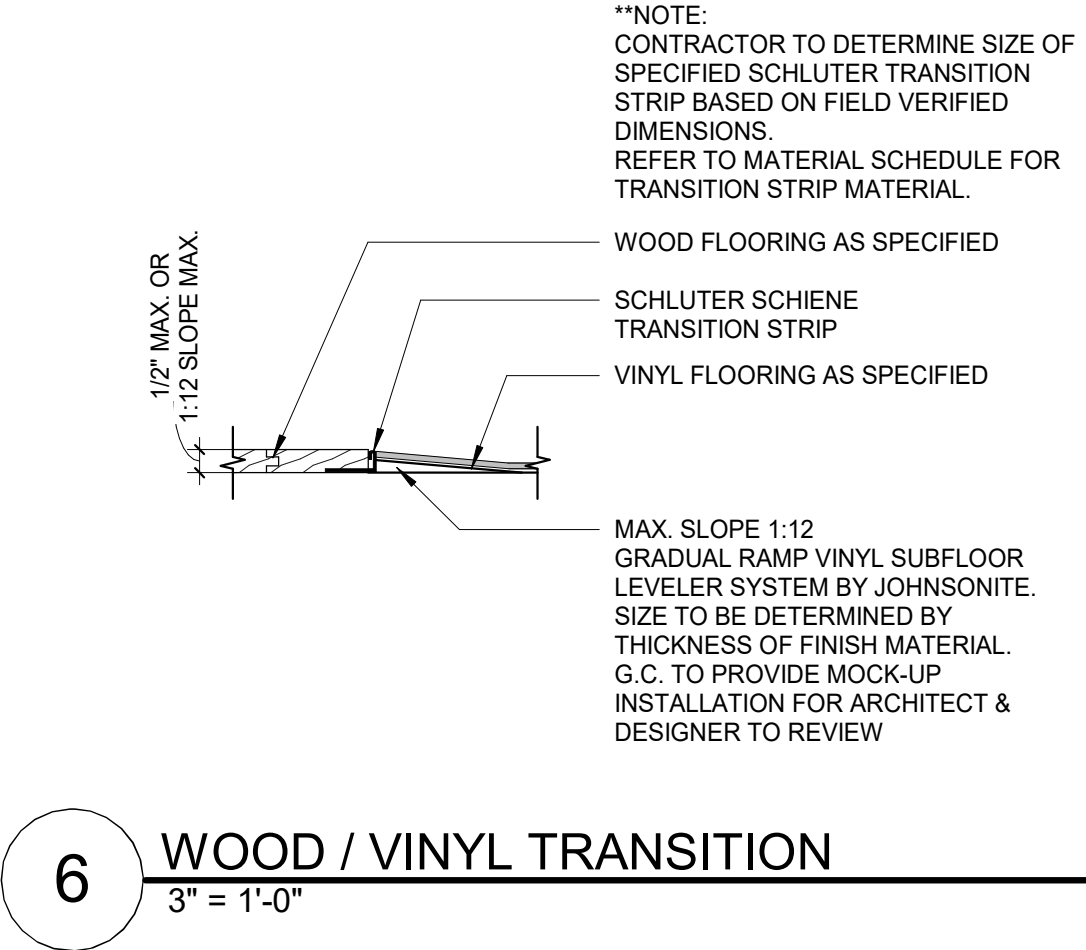 **NOTE:
CONTRACTOR TO DETERMINE SIZE OF
SPECIFIED SCHLUTER TRANSITION
STRIP BASED ON FIELD VERIFIED
DIMENSIONS.
REFER TO MATERIAL SCHEDULE FOR
TRANSITION STRIP MATERIAL.
WOOD FLOORING AS SPECIFIED
SCHLUTER SCHIENE
TRANSITION STRIP
VINYL FLOORING AS SPECIFIED
1/2" MAX. OR
1:12 SLOPE MAX.
MAX. SLOPE 1:12
GRADUAL RAMP VINYL SUBFLOOR
LEVELER SYSTEM BY JOHNSONITE.
SIZE TO BE DETERMINED BY
THICKNESS OF FINISH MATERIAL.
G.C. TO PROVIDE MOCK-UP
INSTALLATION FOR ARCHITECT &
DESIGNER TO REVIEW
6
WOOD / VINYL TRANSITION
3" = 1'-0"